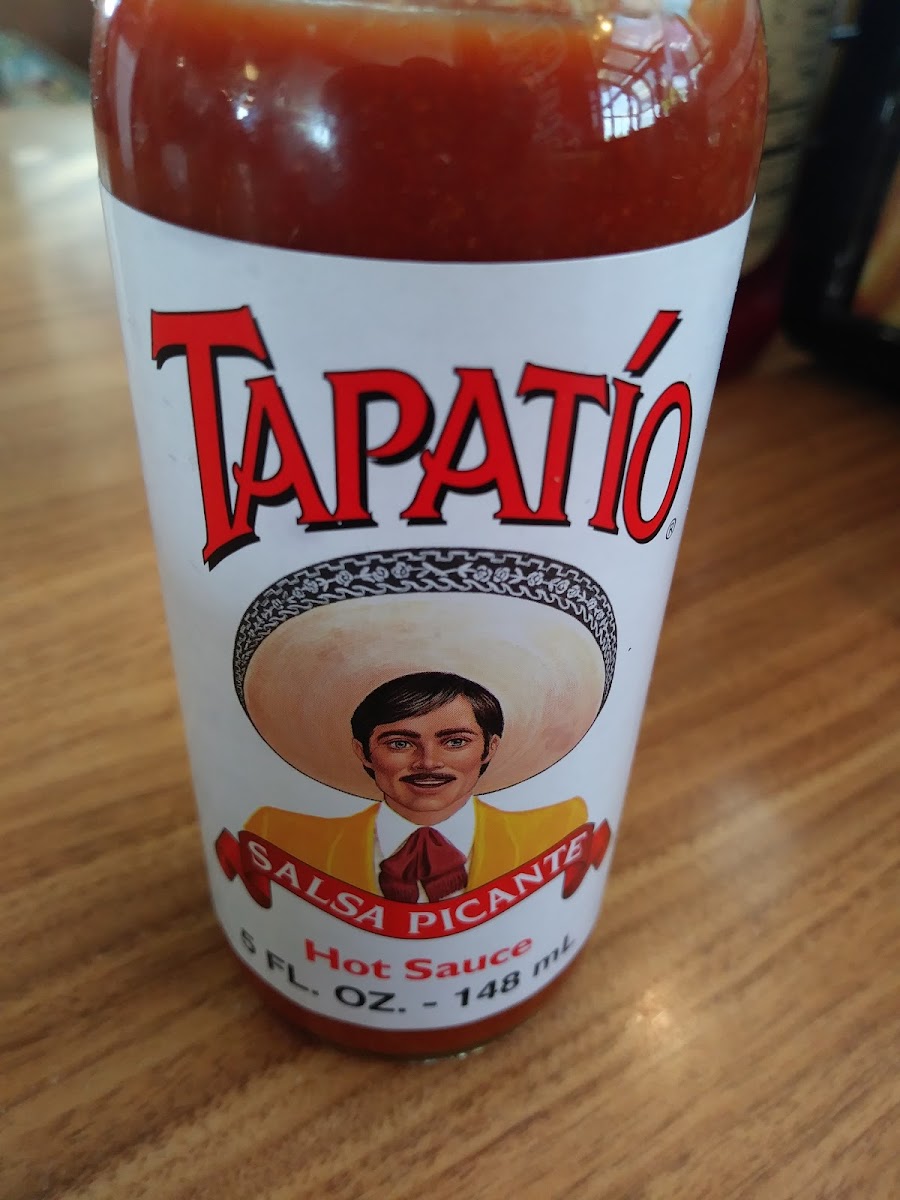 TAPATÍO®
SALSA PICANTE
Hot Sauce
5 FL. OZ. - 148 mL